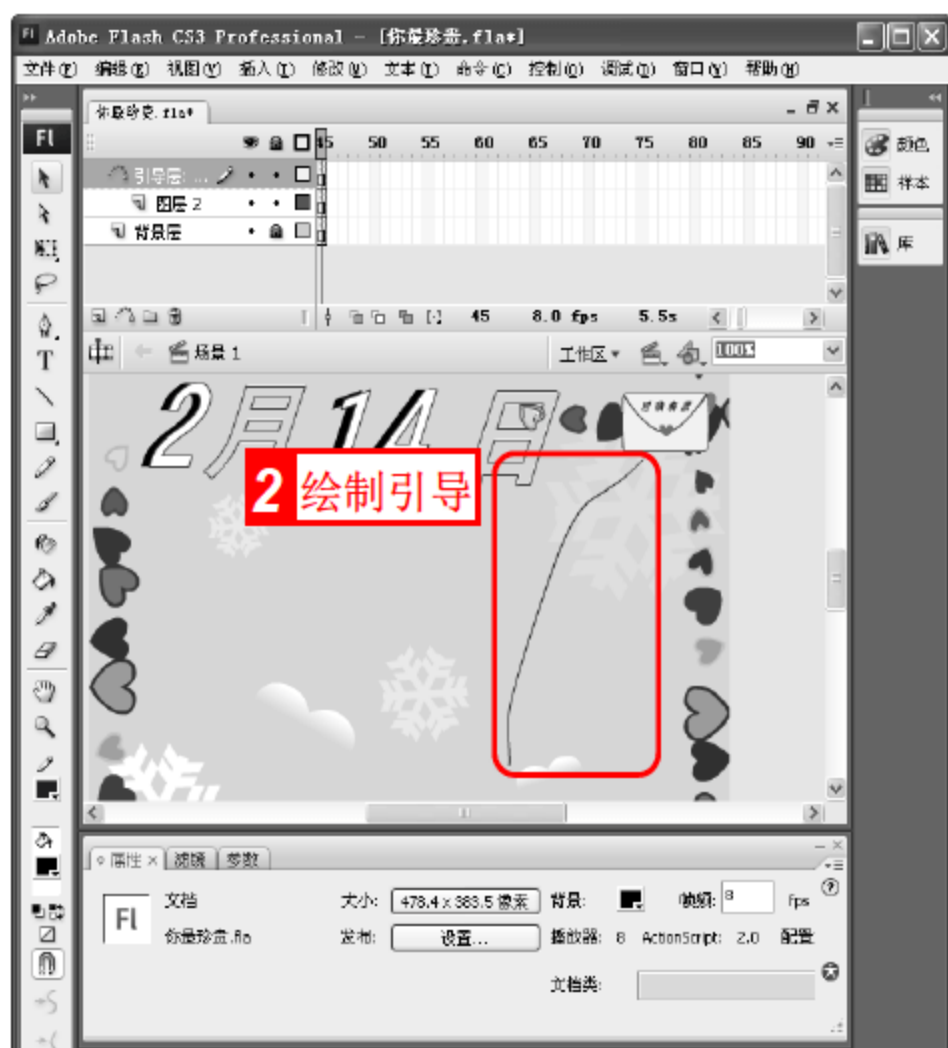 Fl Adobe Flash CS3 Professional - [你最珍贵.fla*]
文件(F) 编辑(E) 视图(V) 插入(I) 修改(M) 文本(T) 命令(C) 控制(O) 调试(D) 窗口(W) 帮助(H)
你最珍贵.fla*
Fl
45 50 55 60 65 70 75 80 85 90
颜色
引导层: ...
样本
图层 2
背景层
库
45 8.0 fps 5.5s
场景 1 工作区 100%
T
2月14日
2 绘制引导
属性 × 滤镜 参数
Fl
文档 大小: 478.4 x 383.5 像素 背景: 帧频: 8 fps
你最珍贵.fla 发布: 设置... 播放器: 8 ActionScript: 2.0 配置
文档类: